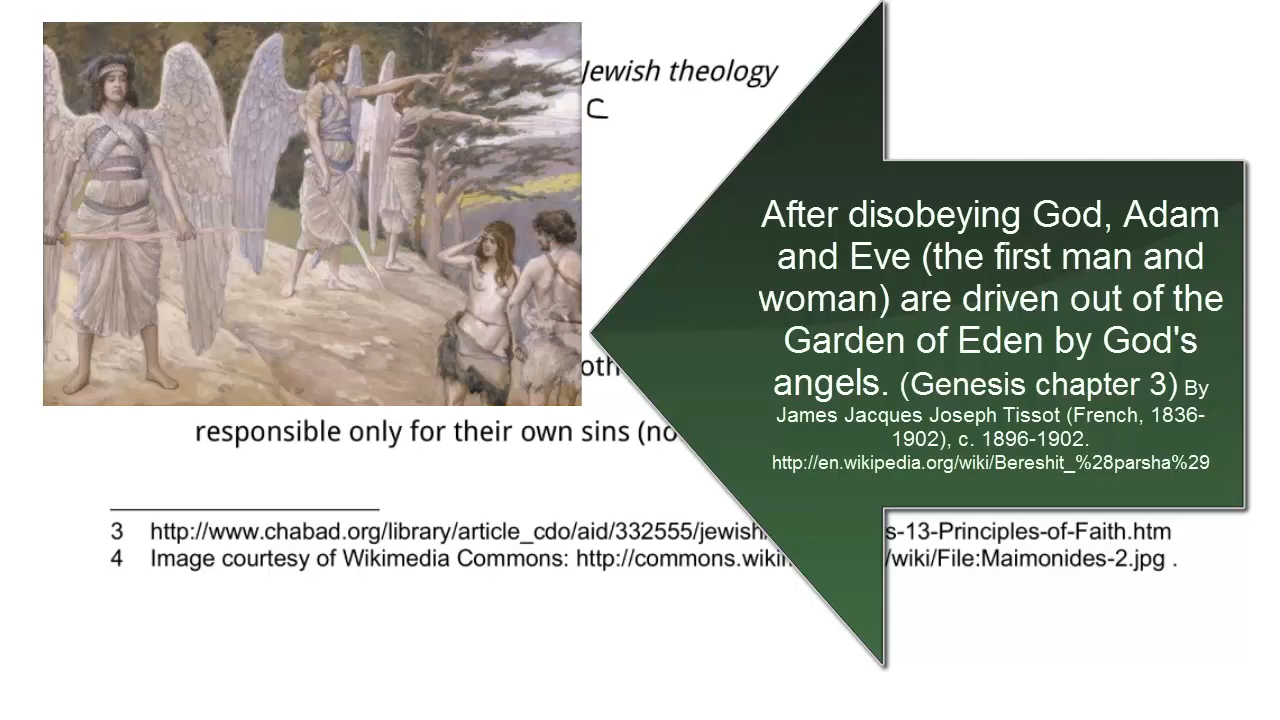 Jewish theology
C
After disobeying God, Adam
and Eve (the first man and
woman) are driven out of the
Garden of Eden by God's
angels. (Genesis chapter 3) By
James Jacques Joseph Tissot (French, 1836-
1902), c. 1896-1902.
http://en.wikipedia.org/wiki/Bereshit_%28parsha%29
responsible only for their own sins
3 http://www.chabad.org/library/article_cdo/aid/332555/jewish s-13-Principles-of-Faith.htm
4 Image courtesy of Wikimedia Commons: http://commons.wikin /wiki/File:Maimonides-2.jpg .